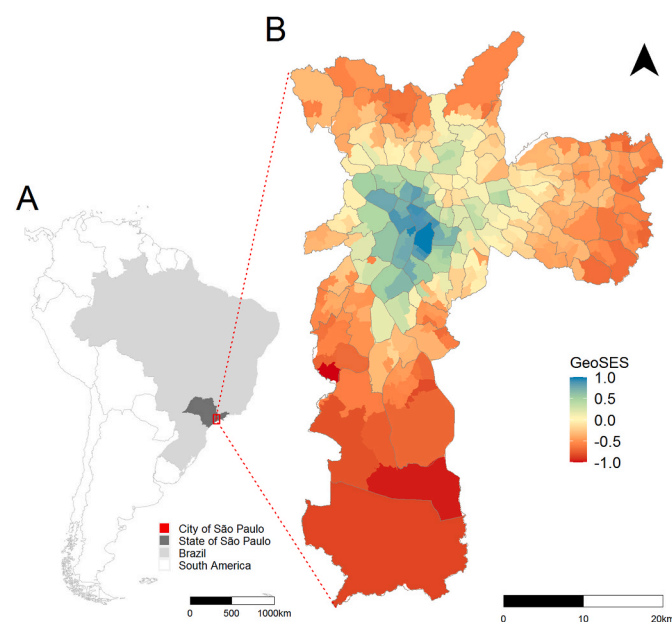 B
A
GeoSES
1.0
0.5
0.0
-0.5
-1.0
City of São Paulo
State of São Paulo
Brazil
South America
0 500 1000km
0 10 20km